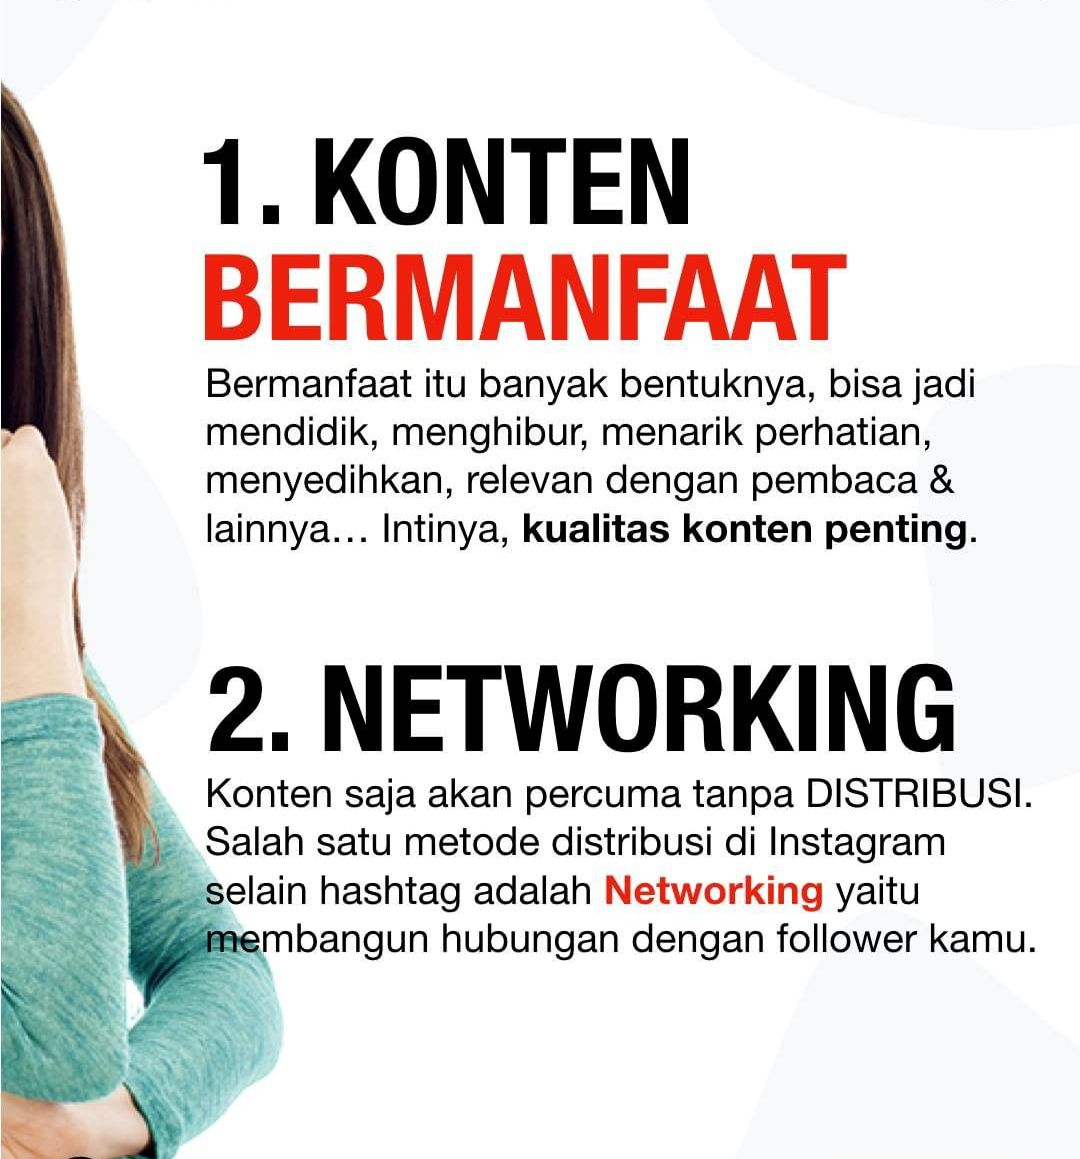 1. KONTEN
BERMANFAAT
Bermanfaat itu banyak bentuknya, bisa jadi
mendidik, menghibur, menarik perhatian,
menyedihkan, relevan dengan pembaca &
lainnya… Intinya, kualitas konten penting.
2. NETWORKING
Konten saja akan percuma tanpa DISTRIBUSI.
Salah satu metode distribusi di Instagram
selain hashtag adalah Networking yaitu
membangun hubungan dengan follower kamu.